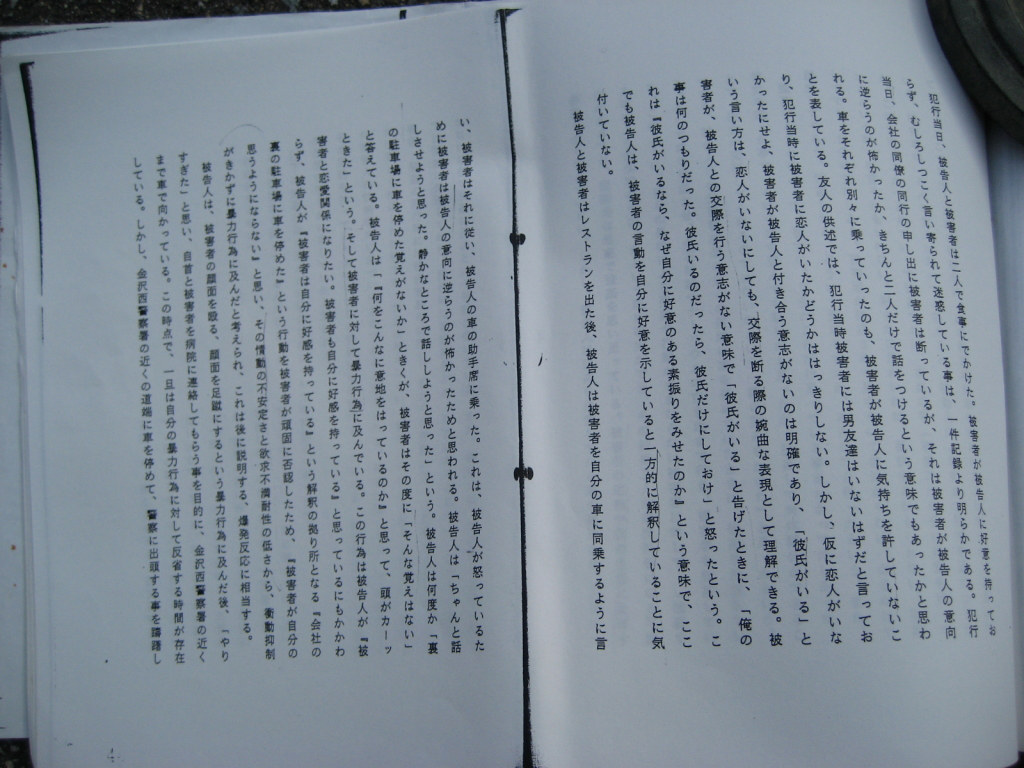 犯行当日、被告人と被害者は二人で食事にでかけた。被害者が被告人に好意を持ってお
らず、むしろしつこく言い寄られて迷惑している事は、一件記録より明らかである。犯行
当日、会社の同僚の同行の申し出に被害者は断っているが、それは被害者が被告人の意向
に逆らうのが怖かったか、きちんと二人だけで話をつけるという意味でもあったかと思わ
れる。車をそれぞれ別々に乗っていったのも、被害者が被告人に気持ちを許していないこ
とを表している。友人の供述では、犯行当時被害者には男友達はいないはずだと言ってお
り、犯行当時に被害者に恋人がいたかどうかははっきりしない。しかし、仮に恋人がいな
かったにせよ、被害者が被告人と付き合う意志がないのは明確であり、「彼氏がいる」と
いう言い方は、恋人がいないにしても、交際を断る際の婉曲な表現として理解できる。被
害者が、被告人との交際を行う意志がない意味で「彼氏がいる」と告げたときに、「俺の
事は何のつもりだった。彼氏いるのだったら、彼氏だけにしておけ」と怒ったという。こ
れは『彼氏がいるなら、なぜ自分に好意のある素振りをみせたのか』という意味で、ここ
でも被告人は、被害者の言動を自分に好意を示していると一方的に解釈していることに気
付いていない。
被告人と被害者はレストランを出た後、被告人は被害者を自分の車に同乗するように言
い、被害者はそれに従い、被告人の車の助手席に乗った。これは、被告人が怒っているた
めに被害者は被告人の意向に逆らうのが怖かったためと思われる。被告人は「ちゃんと話
しさせようと思った。静かなところで話ししようと思った」という。被告人は何度か「裏
の駐車場に車を停めた覚えがないか」ときくが、被害者はその度に「そんな覚えはない」
と答えている。被告人は『何をこんなに意地をはっているのか』と思って、頭がカーッ
ときた」という。そして被害者に対して暴力行為に及んでいる。この行為は被告人が『被
害者と恋愛関係になりたい。被害者も自分に好感を持っている』と思っているにもかかわ
らず、被告人が『被害者は自分に好感を持っている』という解釈の拠り所となる『会社の
裏の駐車場に車を停めた』という行動を被害者が頑固に否認したため、『被害者が自分の
思うようにならない』と思い、その情動の不安定さと欲求不満耐性の低さから、衝動抑制
がきかずに暴力行為に及んだと考えられ、これは後に説明する、爆発反応に相当する。
被告人は、被害者の顔面を殴る、顔面を足蹴にするという暴力行為に及んだ後、「やり
すぎた」と思い、自首と被害者を病院に連絡してもらう事を目的に、金沢西警察署の近く
まで車で向かっている。この時点で、一旦は自分の暴力行為に対して反省する時間が存在
している。しかし、金沢西警察署の近くの道端に車を停めて、警察に出頭する事を躊躇し